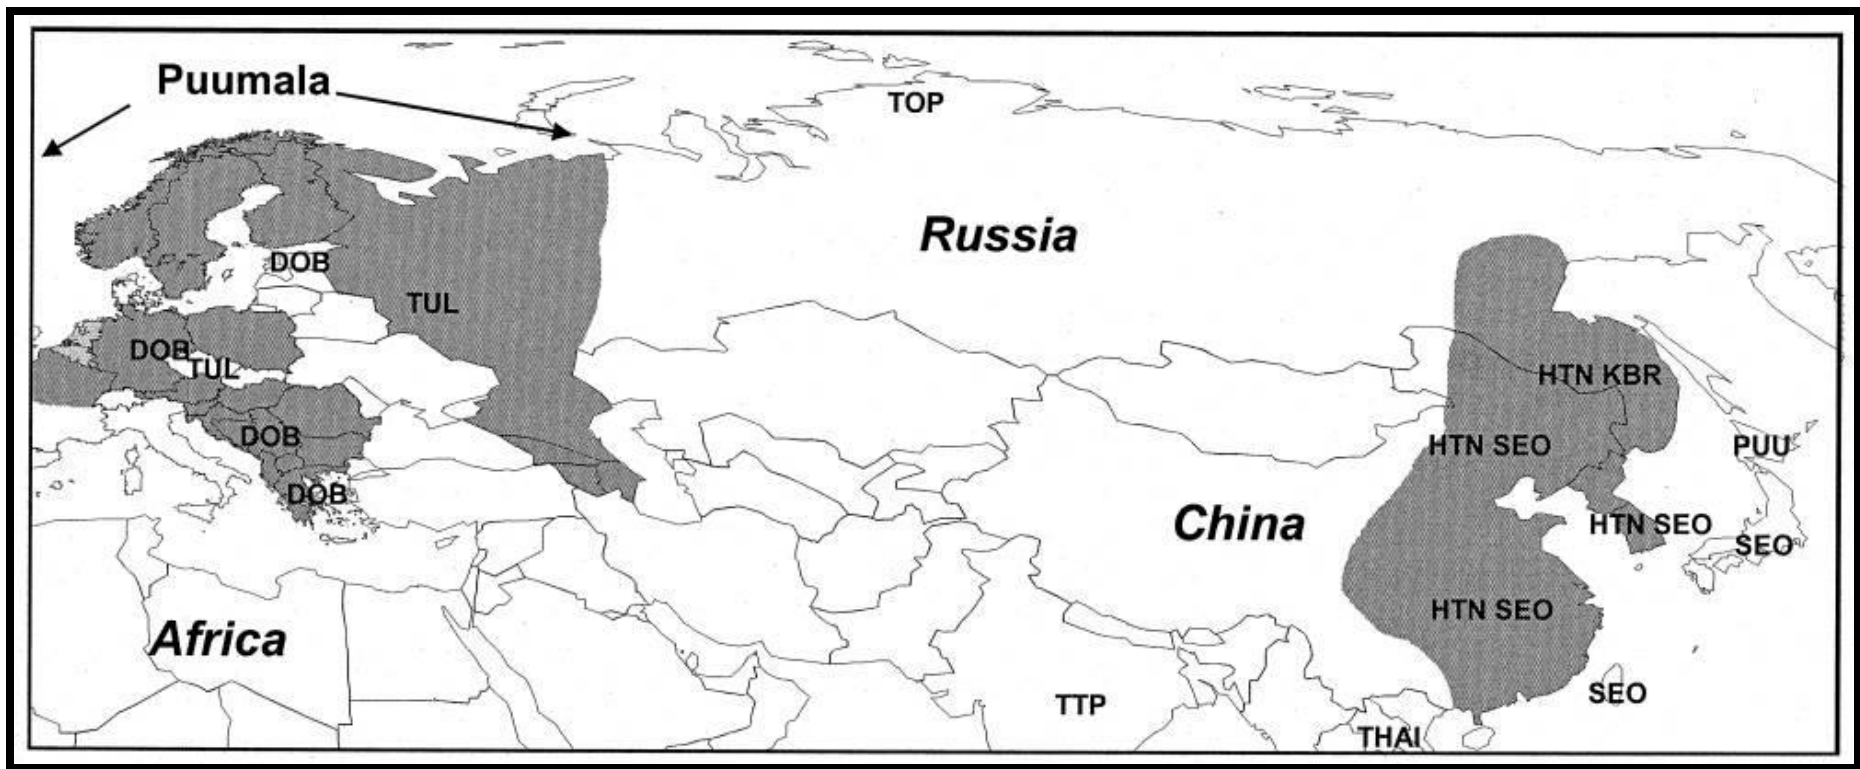 Puumala
TOP
Russia
DOB
TUL
DOB
TUL
HTN KBR
DOB
HTN SEO
PUU
DOB
China
HTN SEO
SEO
HTN SEO
Africa
SEO
TTP
THAI